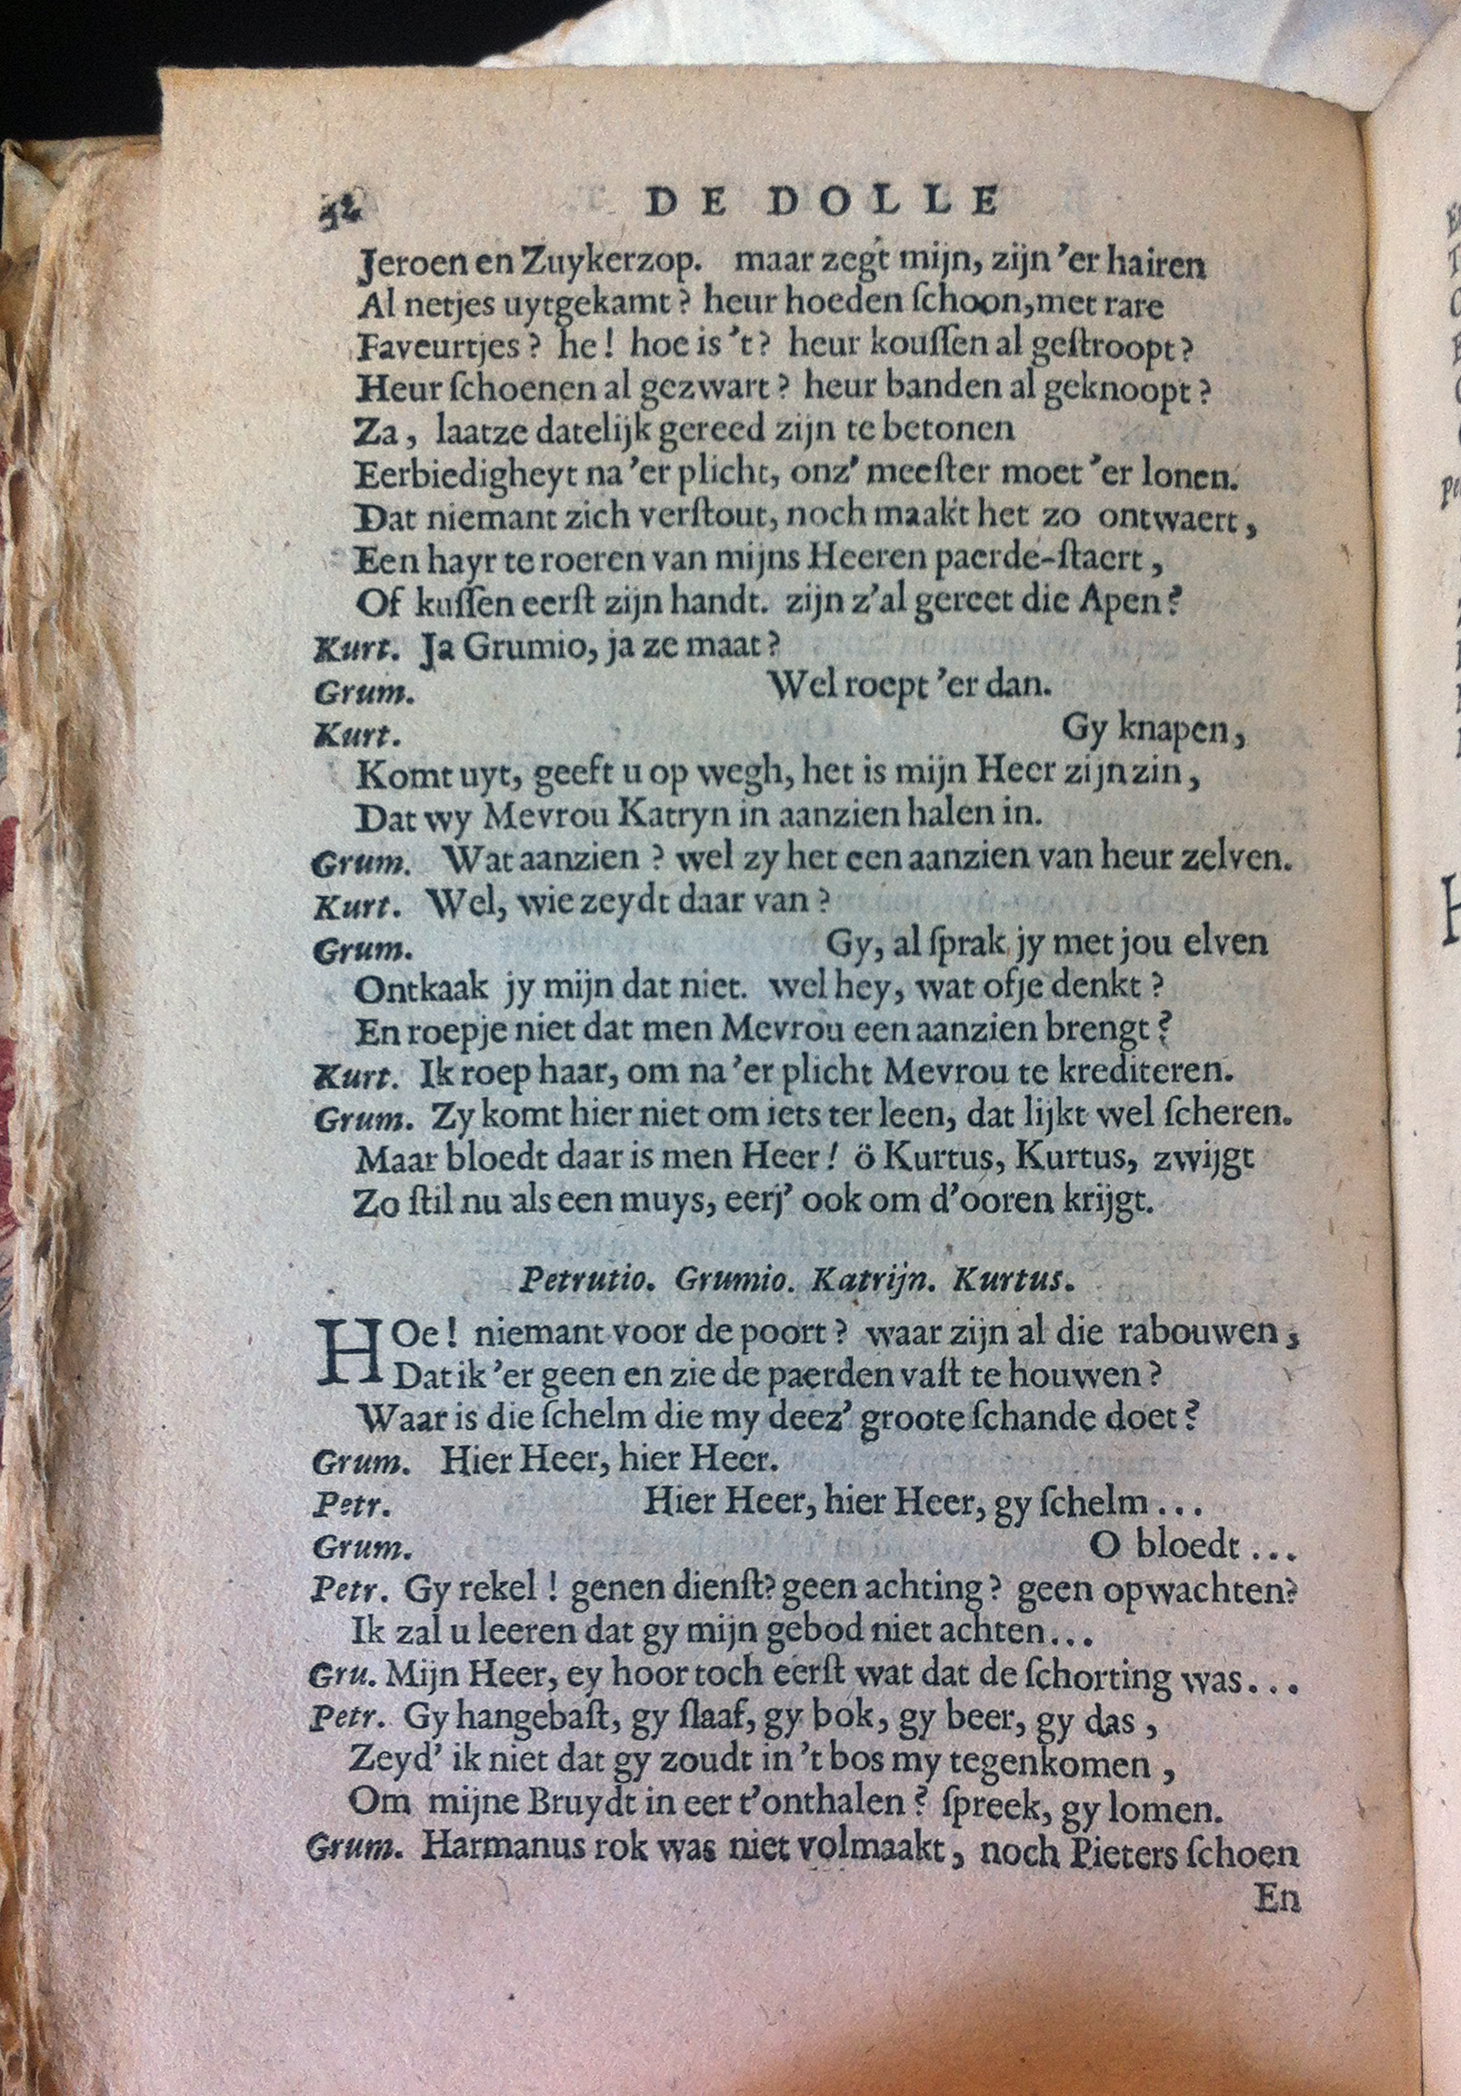 52 DE DOLLE
Jeroen en Zuykerzop. maar zegt mijn, zijn 'er hairen
Al netjes uytgekamt? heur hoeden ſchoon, met rare
Faveurtjes? he! hoe is 't? heur kouſſen al geſtroopt?
Heur ſchoenen al gezwart? heur banden al geknoopt?
Za, laatze datelijk gereed zijn te betonen
Eerbiedigheyt na 'er plicht, onz' meeſter moet 'er lonen.
Dat niemant zich verſtout, noch maakt het zo ontwaert,
Een hayr te roeren van mijns Heeren paerde-ſtaert,
Of kuſſen eerſt zijn handt. zijn z'al gereet die Apen?
Kurt. Ja Grumio, ja ze maat?
Grum. Wel roept 'er dan.
Kurt. Gy knapen,
Komt uyt, geeft u op wegh, het is mijn Heer zijn zin,
Dat wy Mevrou Katryn in aanzien halen in.
Grum. Wat aanzien? wel zy het een aanzien van heur zelven.
Kurt. Wel, wie zeydt daar van?
Grum. Gy, al ſprak jy met jou elven
Ontkaak jy mijn dat niet. wel hey, wat ofje denkt?
En roepje niet dat men Mevrou een aanzien brengt?
Kurt. Ik roep haar, om na 'er plicht Mevrou te krediteren.
Grum. Zy komt hier niet om iets ter leen, dat lijkt wel ſcheren.
Maar bloedt daar is men Heer! ö Kurtus, Kurtus, zwijgt
Zo ſtil nu als een muys, eerj' ook om d'ooren krijgt.
Petrutio. Grumio. Katrijn. Kurtus.
HOe! niemant voor de poort? waar zijn al die rabouwen,
Dat ik 'er geen en zie de paerden vaſt te houwen?
Waar is die ſchelm die my deez' groote ſchande doet?
Grum. Hier Heer, hier Heer.
Petr. Hier Heer, hier Heer, gy ſchelm...
Grum. O bloedt...
Petr. Gy rekel! genen dienſt? geen achting? geen opwachten?
Ik zal u leeren dat gy mijn gebod niet achten...
Gru. Mijn Heer, ey hoor toch eerſt wat dat de ſchorting was...
Petr. Gy hangebaſt, gy ſlaaf, gy bok, gy beer, gy das,
Zeyd' ik niet dat gy zoudt in 't bos my tegenkomen,
Om mijne Bruydt in eer t'onthalen? ſpreek, gy lomen.
Grum. Harmanus rok was niet volmaakt, noch Pieters ſchoen
En